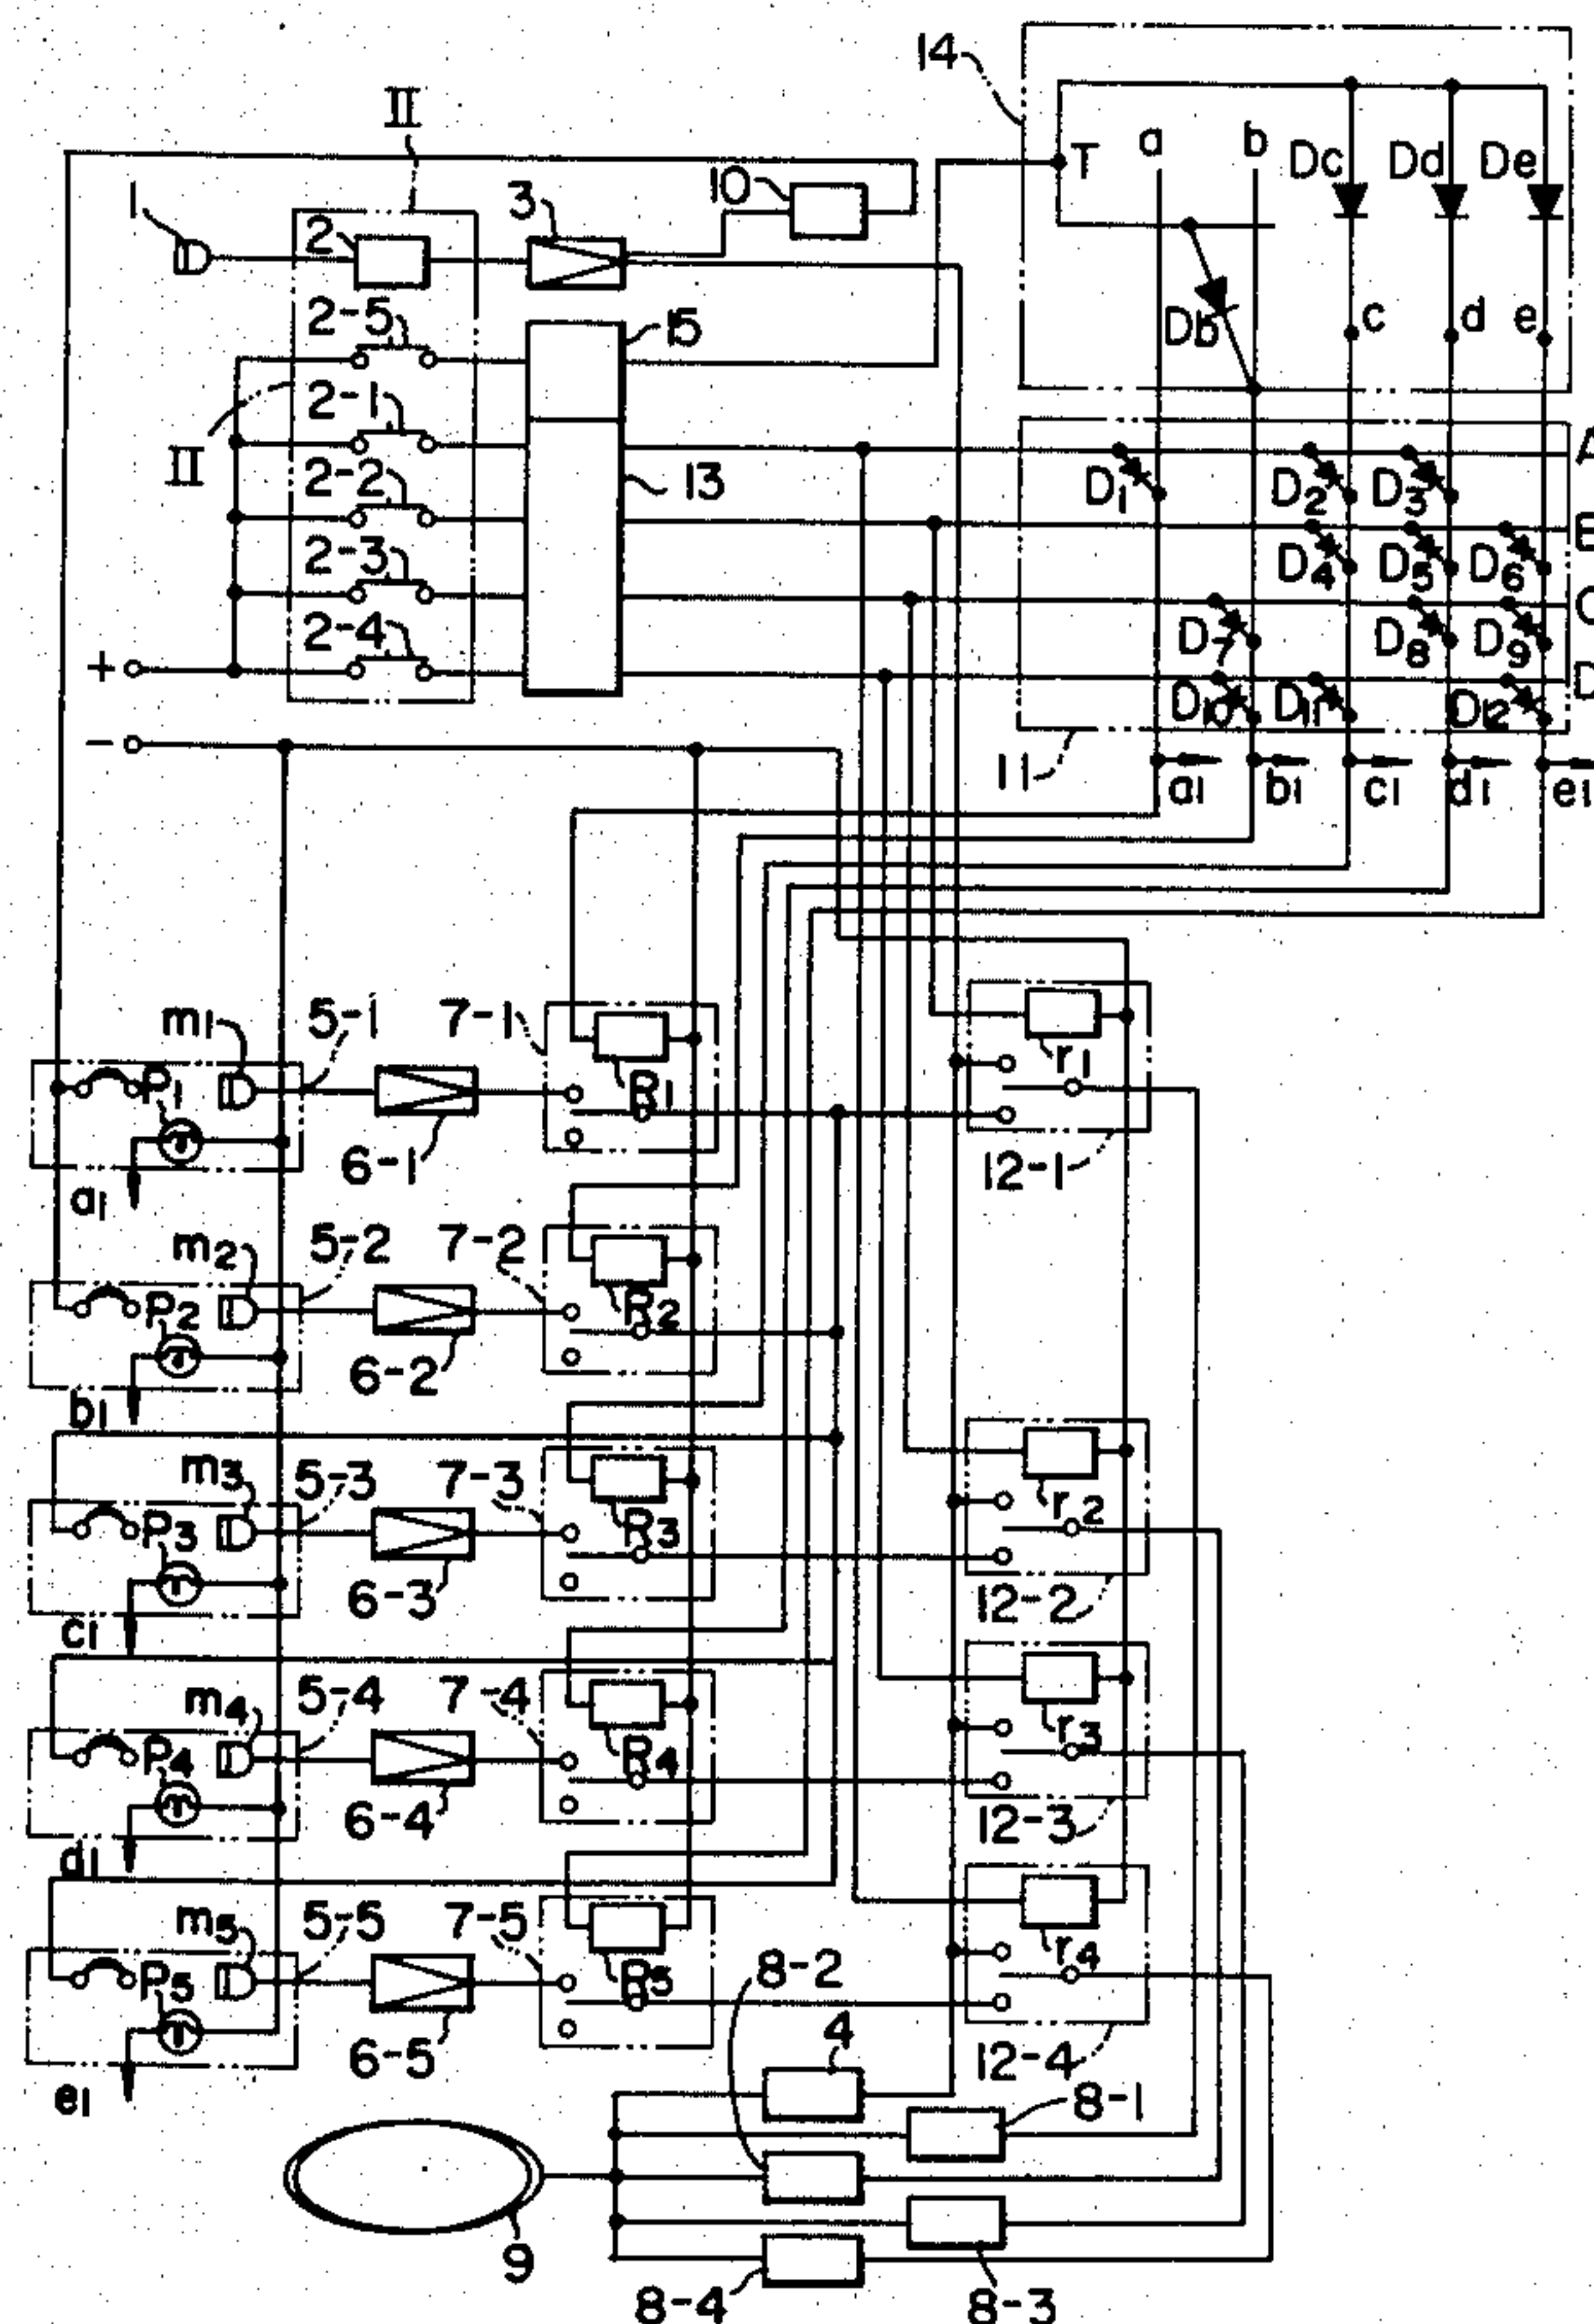 14
II
T
a
b
Dc
Dd
De
1
10
3
2
Db
c
d
e
2-5
15
2-1
II
A
2-2
13
D1
D2
D3
B
2-3
D4
D5
D6
C
2-4
D7
D8
D9
+
D
D10
D11
D12
−
11
a1
b1
c1
d1
e1
m1
5-1
7-1
r1
P1
R1
6-1
12-1
a1
m2
5-2
7-2
P2
R2
6-2
b1
m3
5-3
7-3
r2
P3
R3
6-3
12-2
c1
m4
5-4
7-4
r3
P4
R4
6-4
12-3
d1
m5
5-5
7-5
r4
P5
R5
8-2
6-5
4
12-4
e1
8-1
9
8-4
8-3